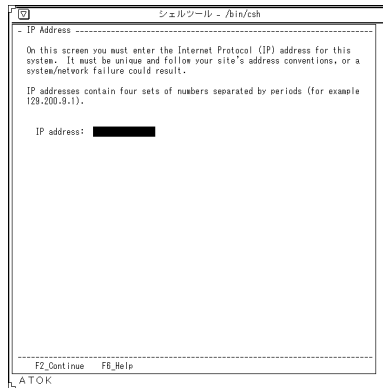 シェルツール - /bin/csh
- IP Address --------------------------------------------------------------
On this screen you must enter the Internet Protocol (IP) address for this
system.  It must be unique and follow your site's address conventions, or a
system/network failure could result.
IP addresses contain four sets of numbers separated by periods (for example
129.200.9.1).
IP address:
F2_Continue    F6_Help
ATOK